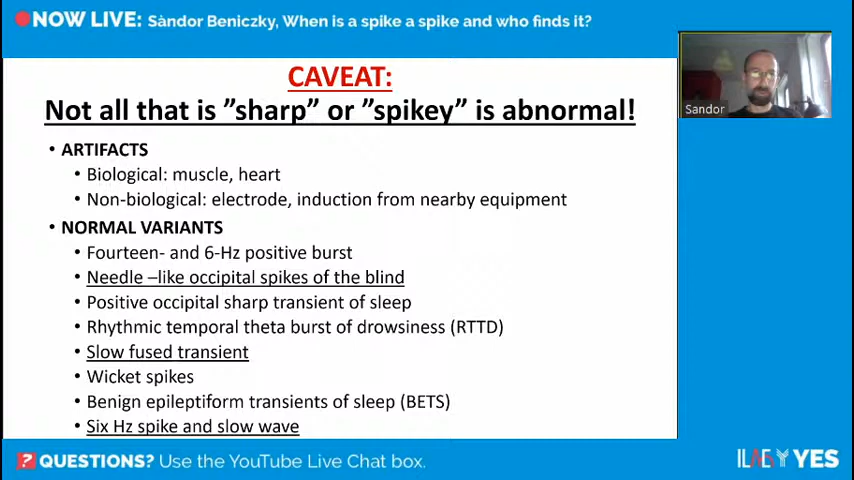 NOW LIVE: Sàndor Beniczky, When is a spike a spike and who finds it?
CAVEAT:
Not all that is ”sharp” or ”spikey” is abnormal!
• ARTIFACTS
• Biological: muscle, heart
• Non-biological: electrode, induction from nearby equipment
• NORMAL VARIANTS
• Fourteen- and 6-Hz positive burst
• Needle –like occipital spikes of the blind
• Positive occipital sharp transient of sleep
• Rhythmic temporal theta burst of drowsiness (RTTD)
• Slow fused transient
• Wicket spikes
• Benign epileptiform transients of sleep (BETS)
• Six Hz spike and slow wave
Sandor
? QUESTIONS? Use the YouTube Live Chat box.
ILAE YES